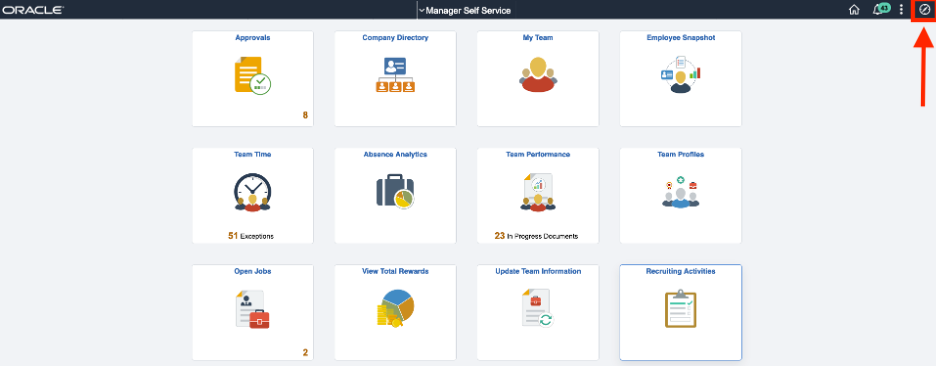 ORACLE
Manager Self Service
43
Approvals
Company Directory
My Team
Employee Snapshot
8
Team Time
Absence Analytics
Team Performance
Team Profiles
51 Exceptions
23 In Progress Documents
Open Jobs
View Total Rewards
Update Team Information
Recruiting Activities
2